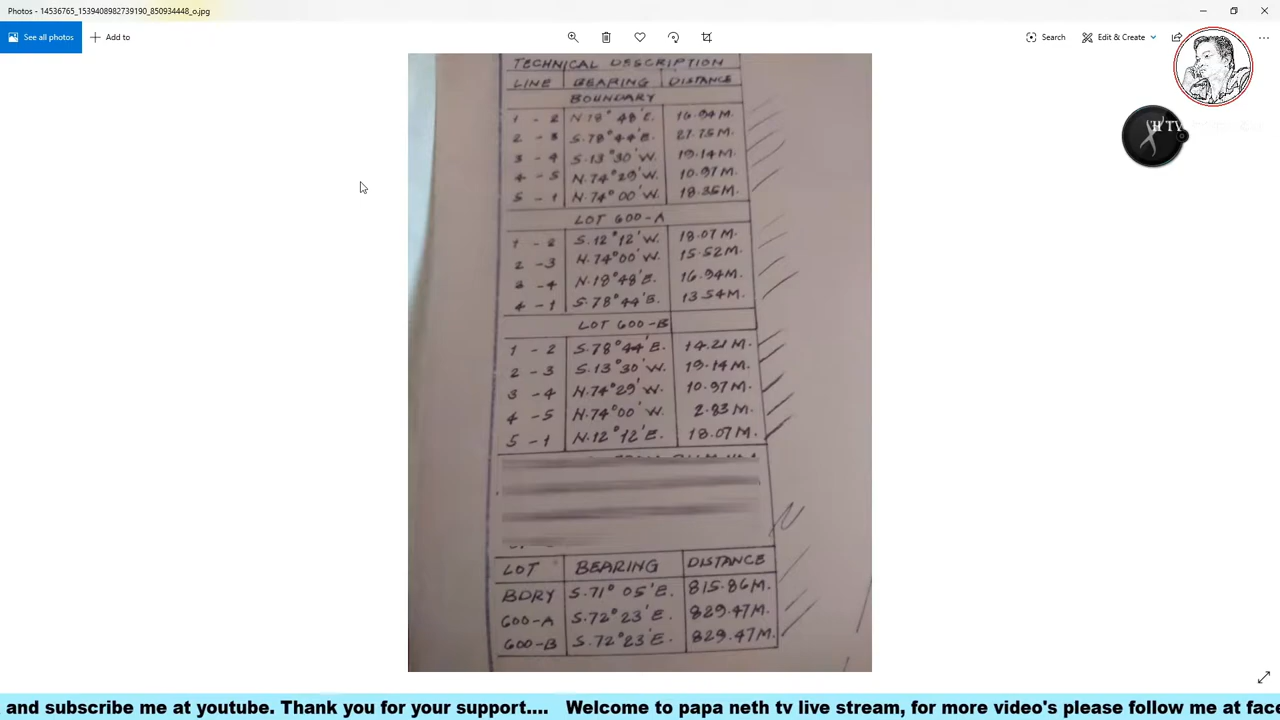 Photos - 14536765_1539408982739190_850934448_o.jpg
See all photos
Add to
Search
Edit & Create
H TV
TECHNICAL DESCRIPTION
LINE BEARING DISTANCE
BOUNDARY
1 - 2 N.18° 48'E. 16.94 M.
2 - 3 S.78°44'E. 27.75 M.
3 - 4 S.13°30'W. 19.14 M.
4 - 5 N.74°29'W. 10.97 M.
5 - 1 N.74°00'W. 18.35 M.
LOT 600-A
1 - 2 S.12°12'W. 18.07 M.
2 - 3 N.74°00'W. 15.52 M.
3 - 4 N.18°48'E. 16.94 M.
4 - 1 S.78°44'E. 13.54 M.
LOT 600-B
1 - 2 S.78°44'E. 14.21 M.
2 - 3 S.13°30'W. 19.14 M.
3 - 4 N.74°29'W. 10.97 M.
4 - 5 N.74°00'W. 2.83 M.
5 - 1 N.12°12'E. 18.07 M.
LOT BEARING DISTANCE
BDRY S.71° 05'E. 815.86 M.
600-A S.72°23'E. 829.47 M.
600-B S.72°23'E. 829.47 M.
and subscribe me at youtube. Thank you for your support.... Welcome to papa neth tv live stream, for more video's please follow me at face